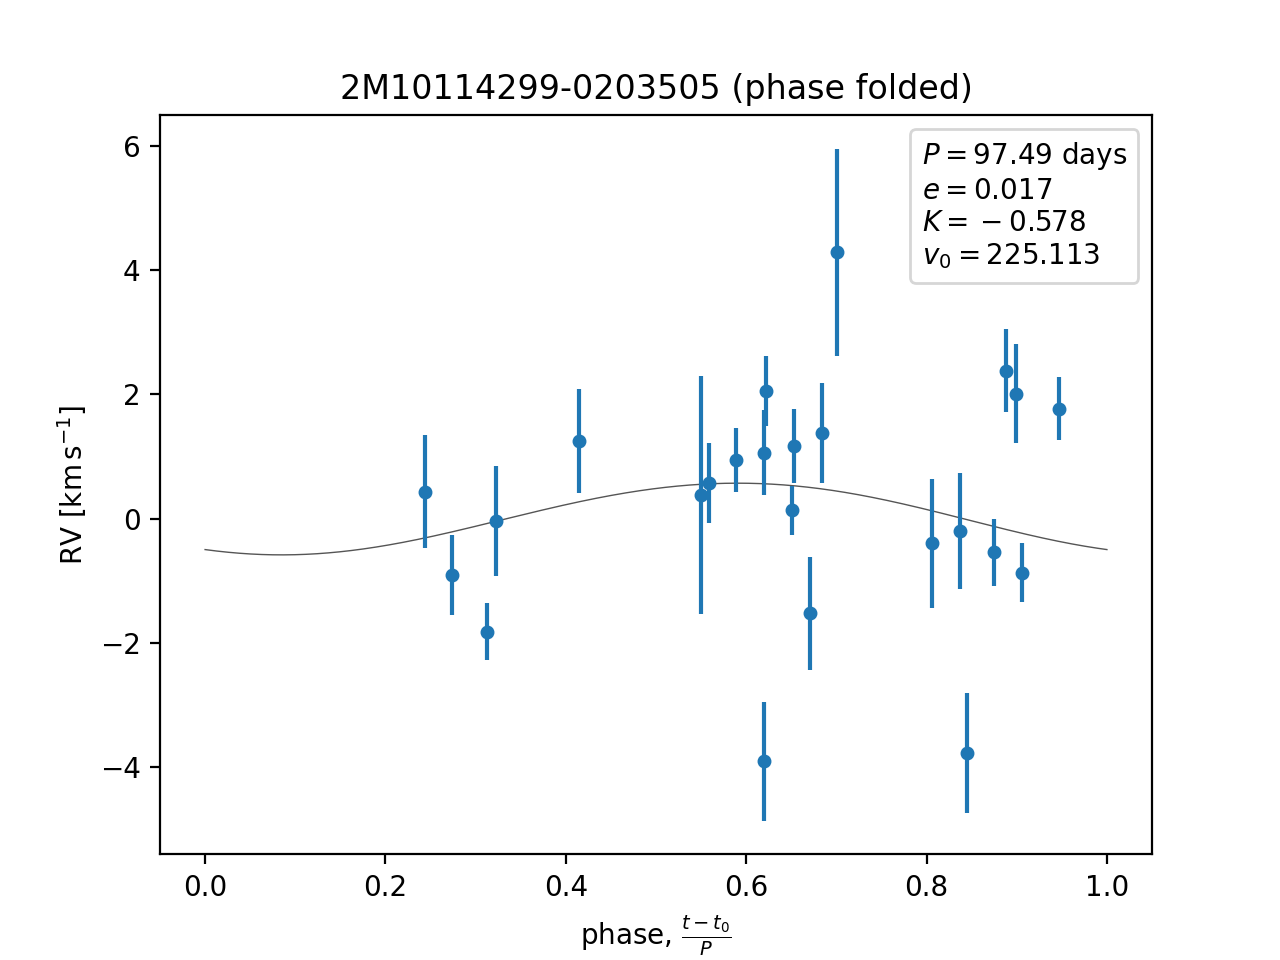 2M10114299-0203505 (phase folded)
P = 97.49 days
e = 0.017
K = −0.578
v₀ = 225.113
6
4
2
0
−2
−4
RV [km s⁻¹]
0.0 0.2 0.4 0.6 0.8 1.0
phase, (t − t₀)/P